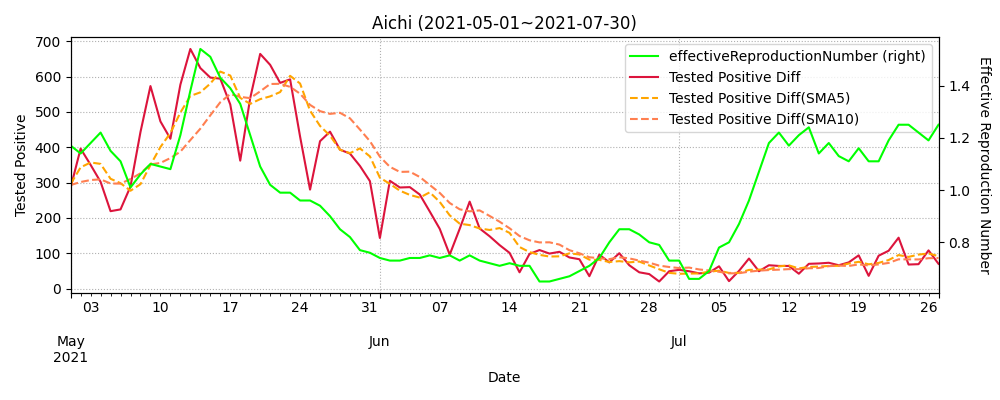 Aichi (2021-05-01~2021-07-30)
effectiveReproductionNumber (right)
Tested Positive Diff
Tested Positive Diff(SMA5)
Tested Positive Diff(SMA10)
Tested Positive
700
600
500
400
300
200
100
0
1.4
1.2
1.0
0.8
Effective Reproduction Number
03 10 17 24 31 07 14 21 28 05 12 19 26
May Jun Jul
2021
Date